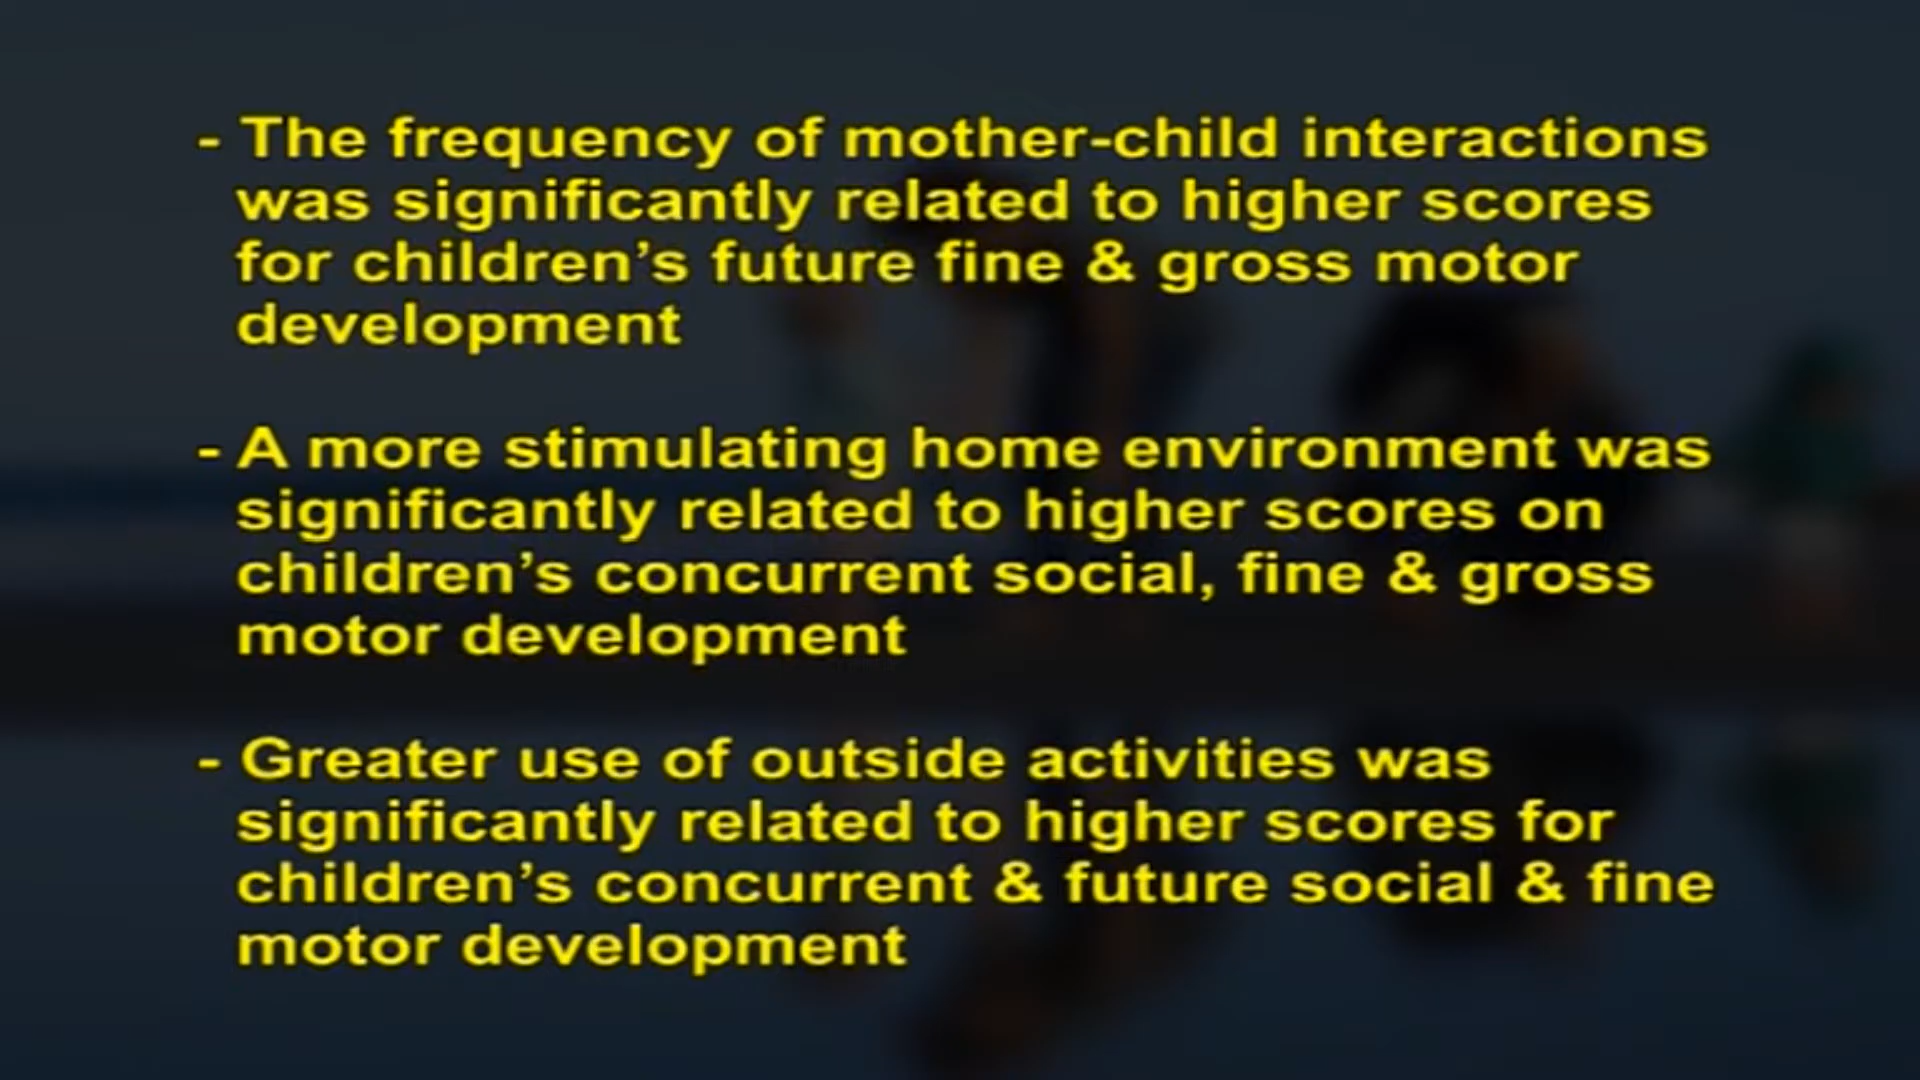 - The frequency of mother-child interactions
was significantly related to higher scores
for children’s future fine & gross motor
development
- A more stimulating home environment was
significantly related to higher scores on
children’s concurrent social, fine & gross
motor development
- Greater use of outside activities was
significantly related to higher scores for
children’s concurrent & future social & fine
motor development